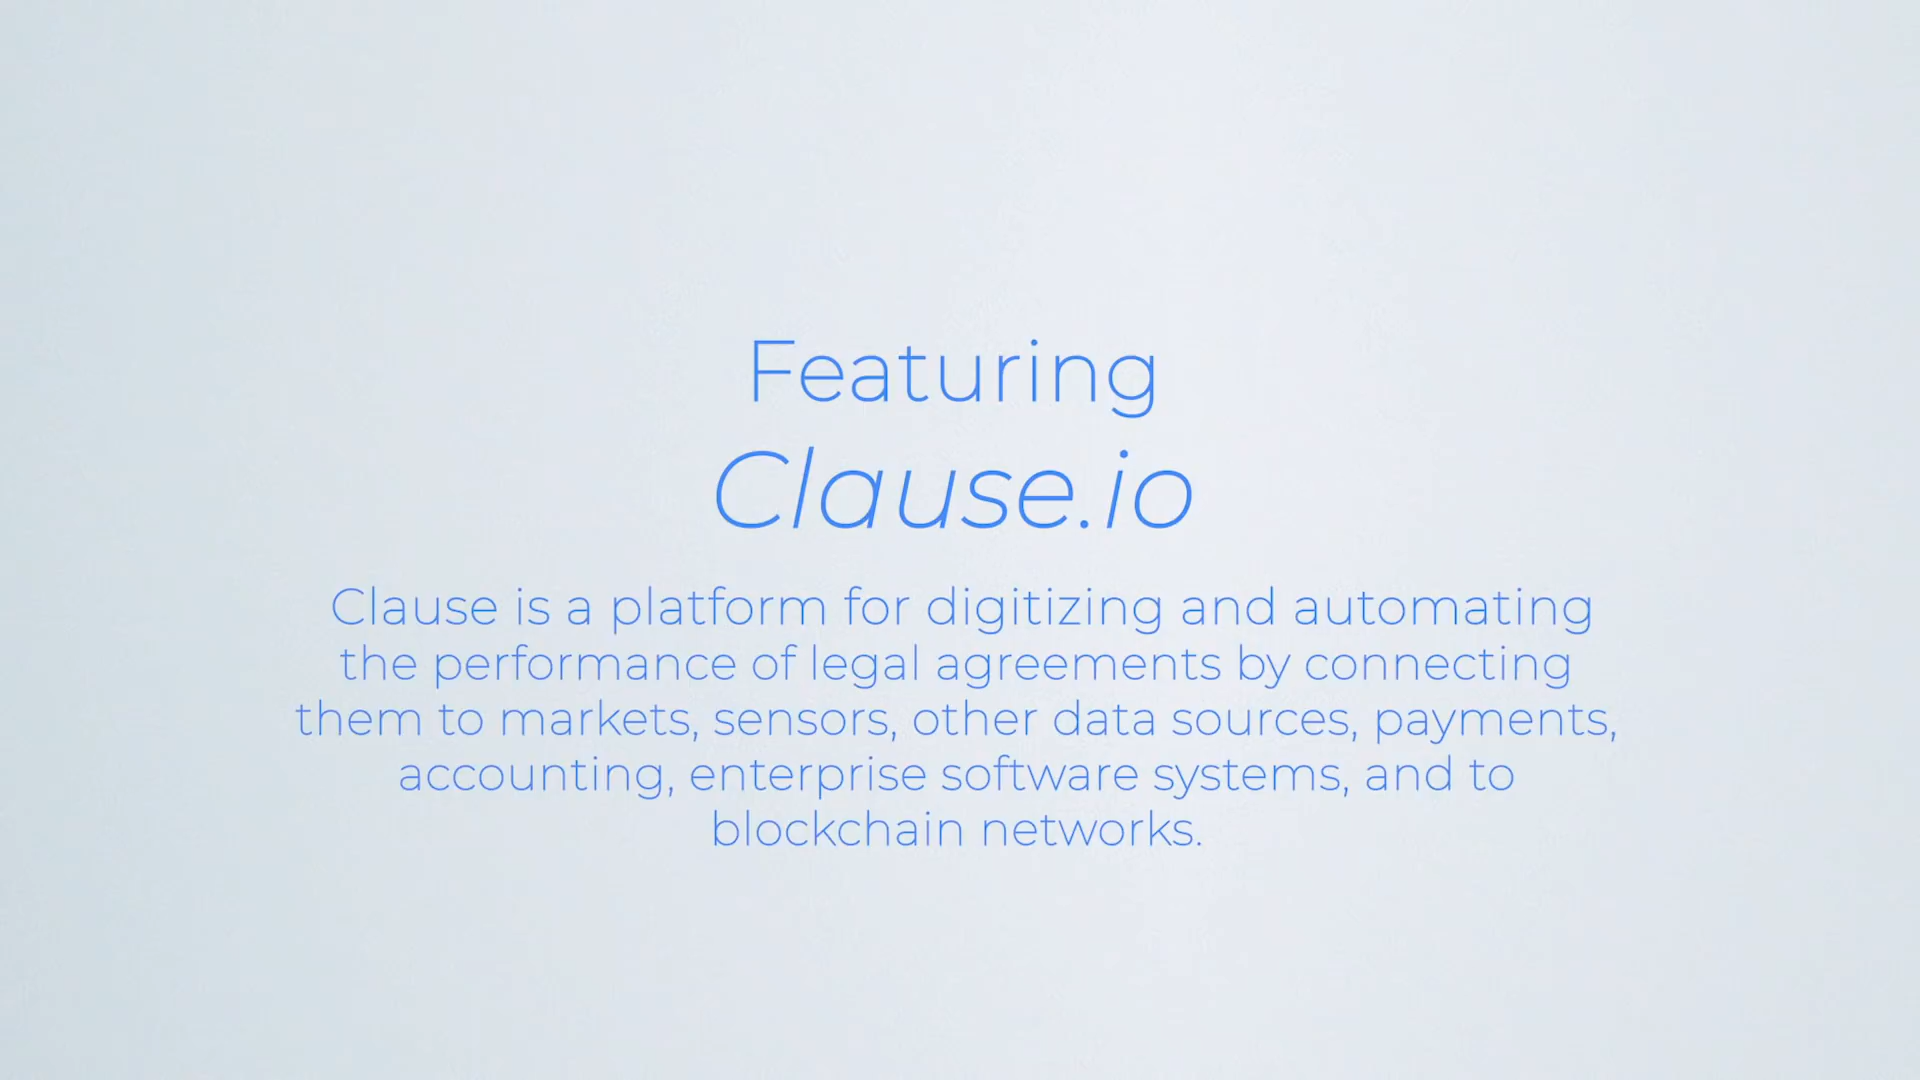 Featuring
Clause.io
Clause is a platform for digitizing and automating
the performance of legal agreements by connecting
them to markets, sensors, other data sources, payments,
accounting, enterprise software systems, and to
blockchain networks.